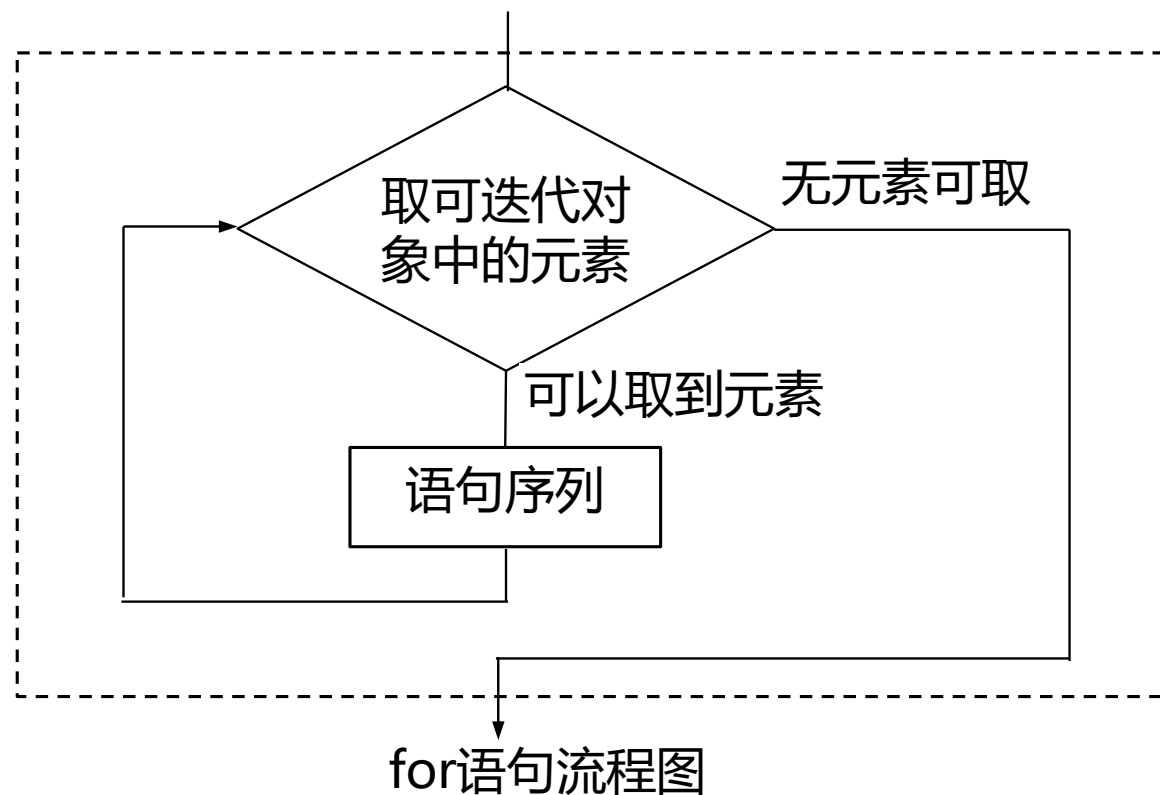 取可迭代对
象中的元素
无元素可取
可以取到元素
语句序列
for语句流程图